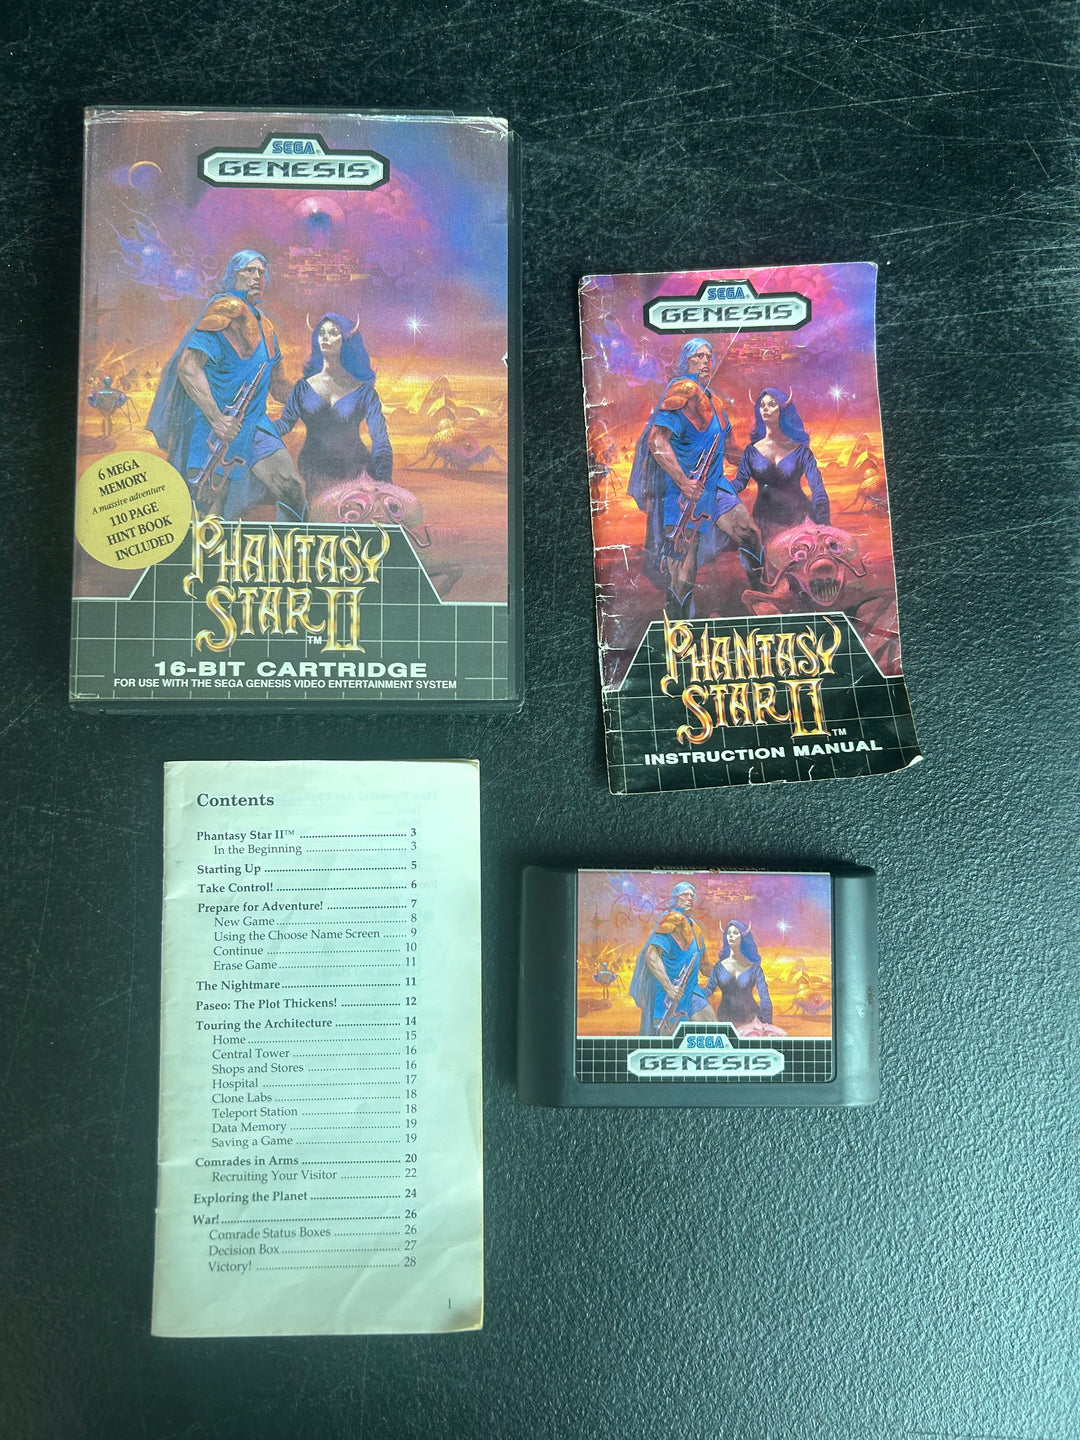 SEGA®
GENESIS
6 MEGA
MEMORY
A massive adventure
110 PAGE
HINT BOOK
INCLUDED
PHANTASY
STAR II™
16-BIT CARTRIDGE
FOR USE WITH THE SEGA GENESIS VIDEO ENTERTAINMENT SYSTEM
SEGA®
GENESIS
PHANTASY
STAR II™
INSTRUCTION MANUAL
Contents
Phantasy Star II™ ........ 3
In the Beginning ........ 3
Starting Up ........ 5
Take Control! ........ 6
Prepare for Adventure! ........ 7
New Game ........ 8
Using the Choose Name Screen ........ 9
Continue ........ 10
Erase Game ........ 11
The Nightmare ........ 11
Paseo: The Plot Thickens! ........ 12
Touring the Architecture ........ 14
Home ........ 15
Central Tower ........ 16
Shops and Stores ........ 16
Hospital ........ 17
Clone Labs ........ 18
Teleport Station ........ 18
Data Memory ........ 19
Saving a Game ........ 19
Comrades in Arms ........ 20
Recruiting Your Visitor ........ 22
Exploring the Planet ........ 24
War! ........ 26
Comrade Status Boxes ........ 26
Decision Box ........ 27
Victory! ........ 28
1
SEGA®
GENESIS